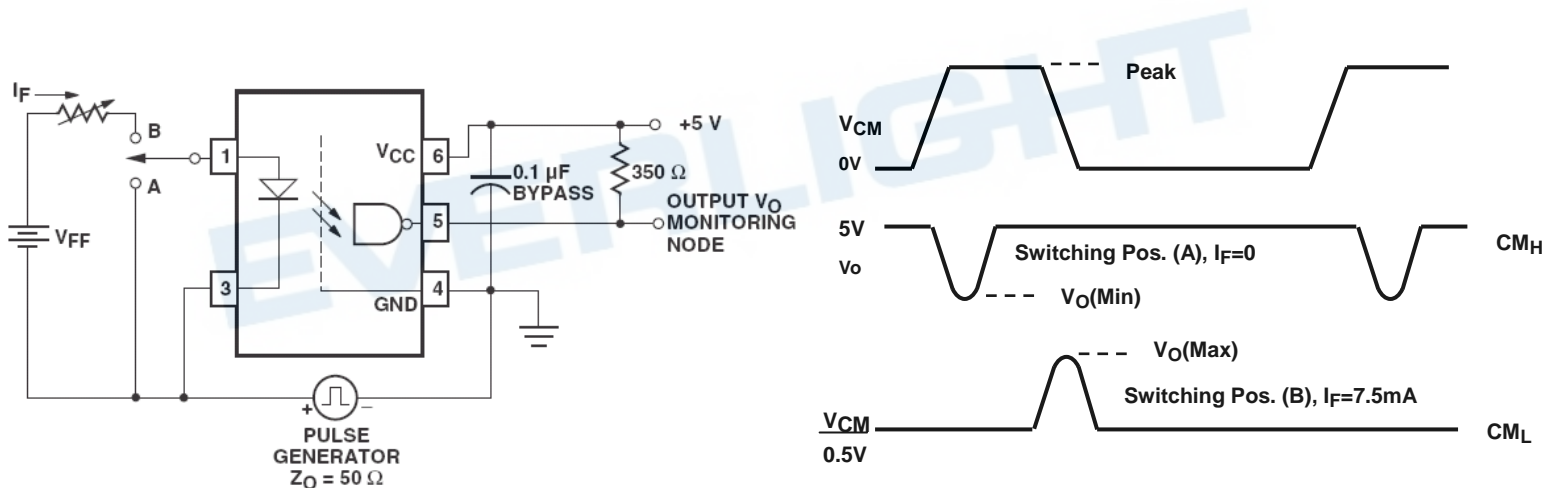 EVERLIGHT
IF
B
A
VFF
1
3
VCC
6
5
GND
4
0.1 µF
BYPASS
+5 V
350 Ω
OUTPUT VO
MONITORING
NODE
+
–
PULSE
GENERATOR
ZO = 50 Ω
Peak
VCM
0V
5V
Vo
Switching Pos. (A), IF=0
CMH
VO(Min)
VO(Max)
Switching Pos. (B), IF=7.5mA
VCM
0.5V
CML